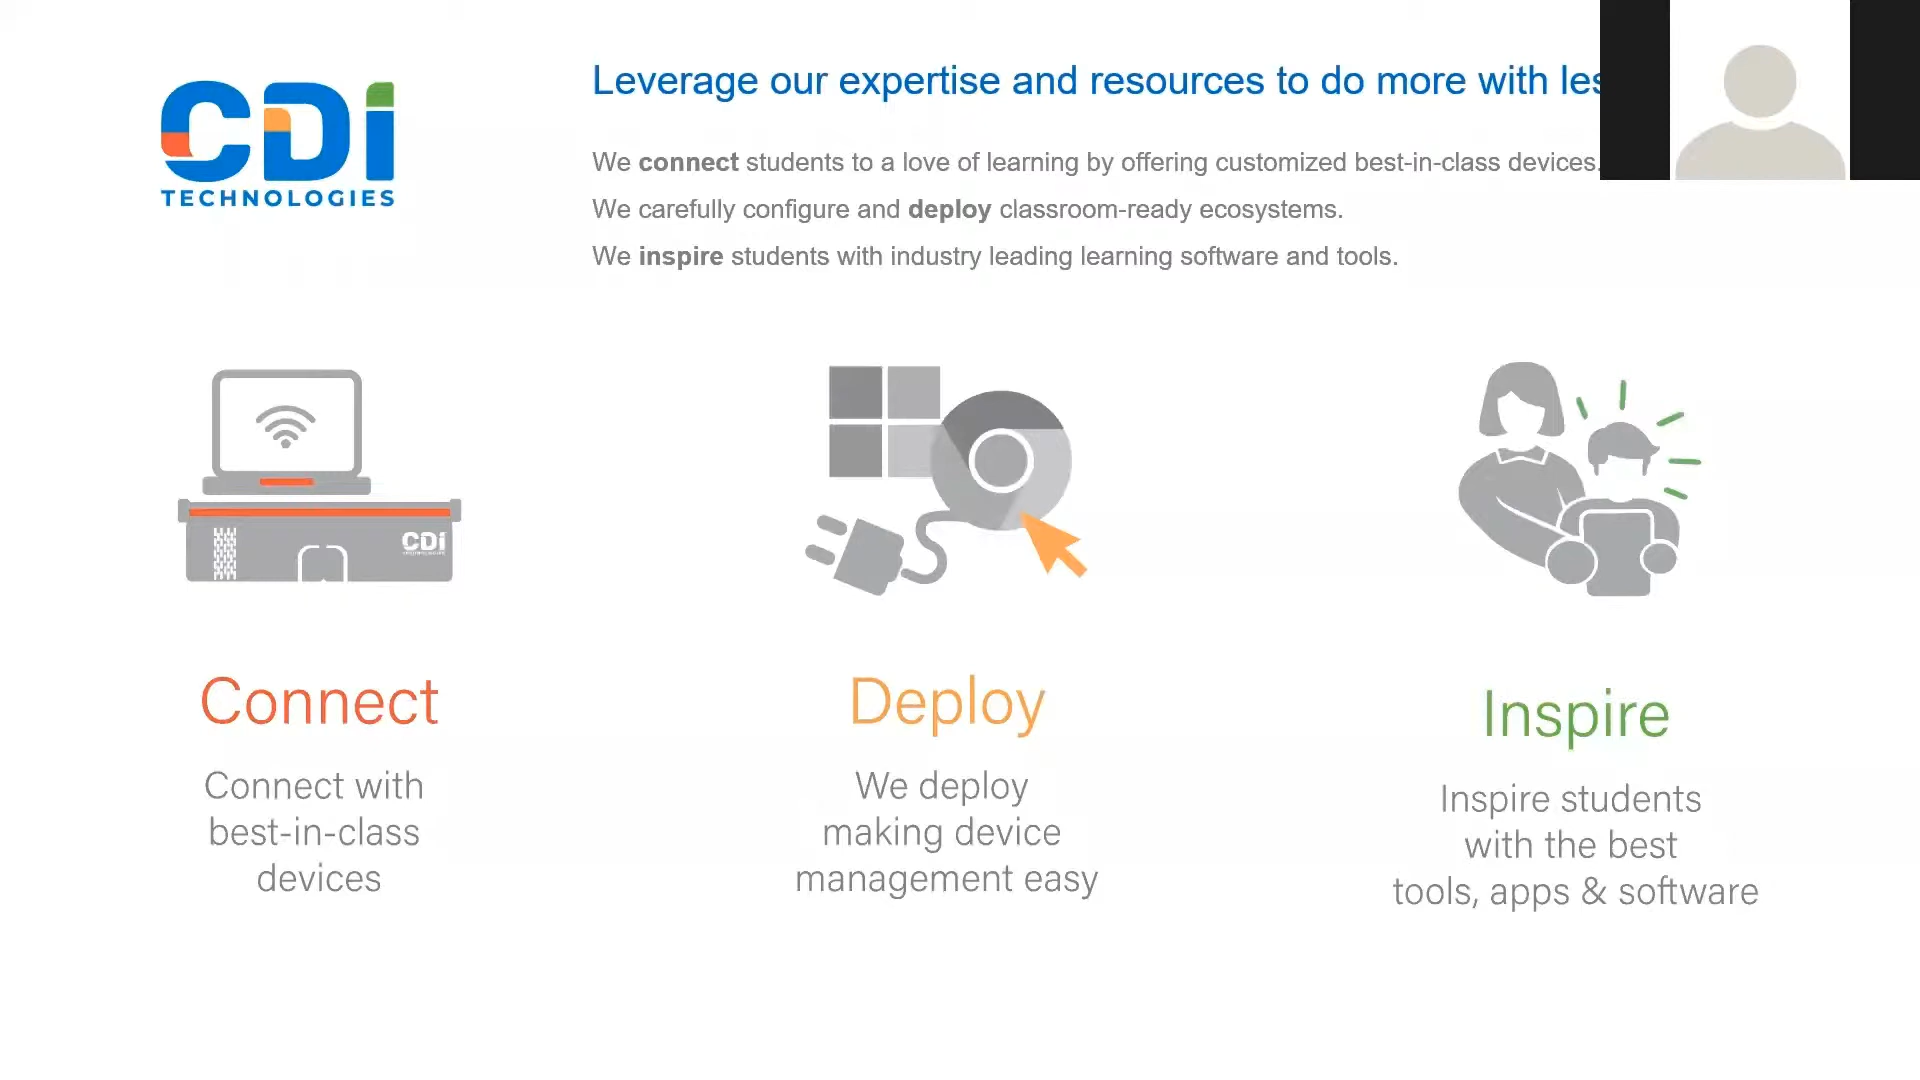 CDi
TECHNOLOGIES
Leverage our expertise and resources to do more with
We connect students to a love of learning by offering customized best-in-class devices.
We carefully configure and deploy classroom-ready ecosystems.
We inspire students with industry leading learning software and tools.
CDi
Connect
Connect with
best-in-class
devices
Deploy
We deploy
making device
management easy
Inspire
Inspire students
with the best
tools, apps & software